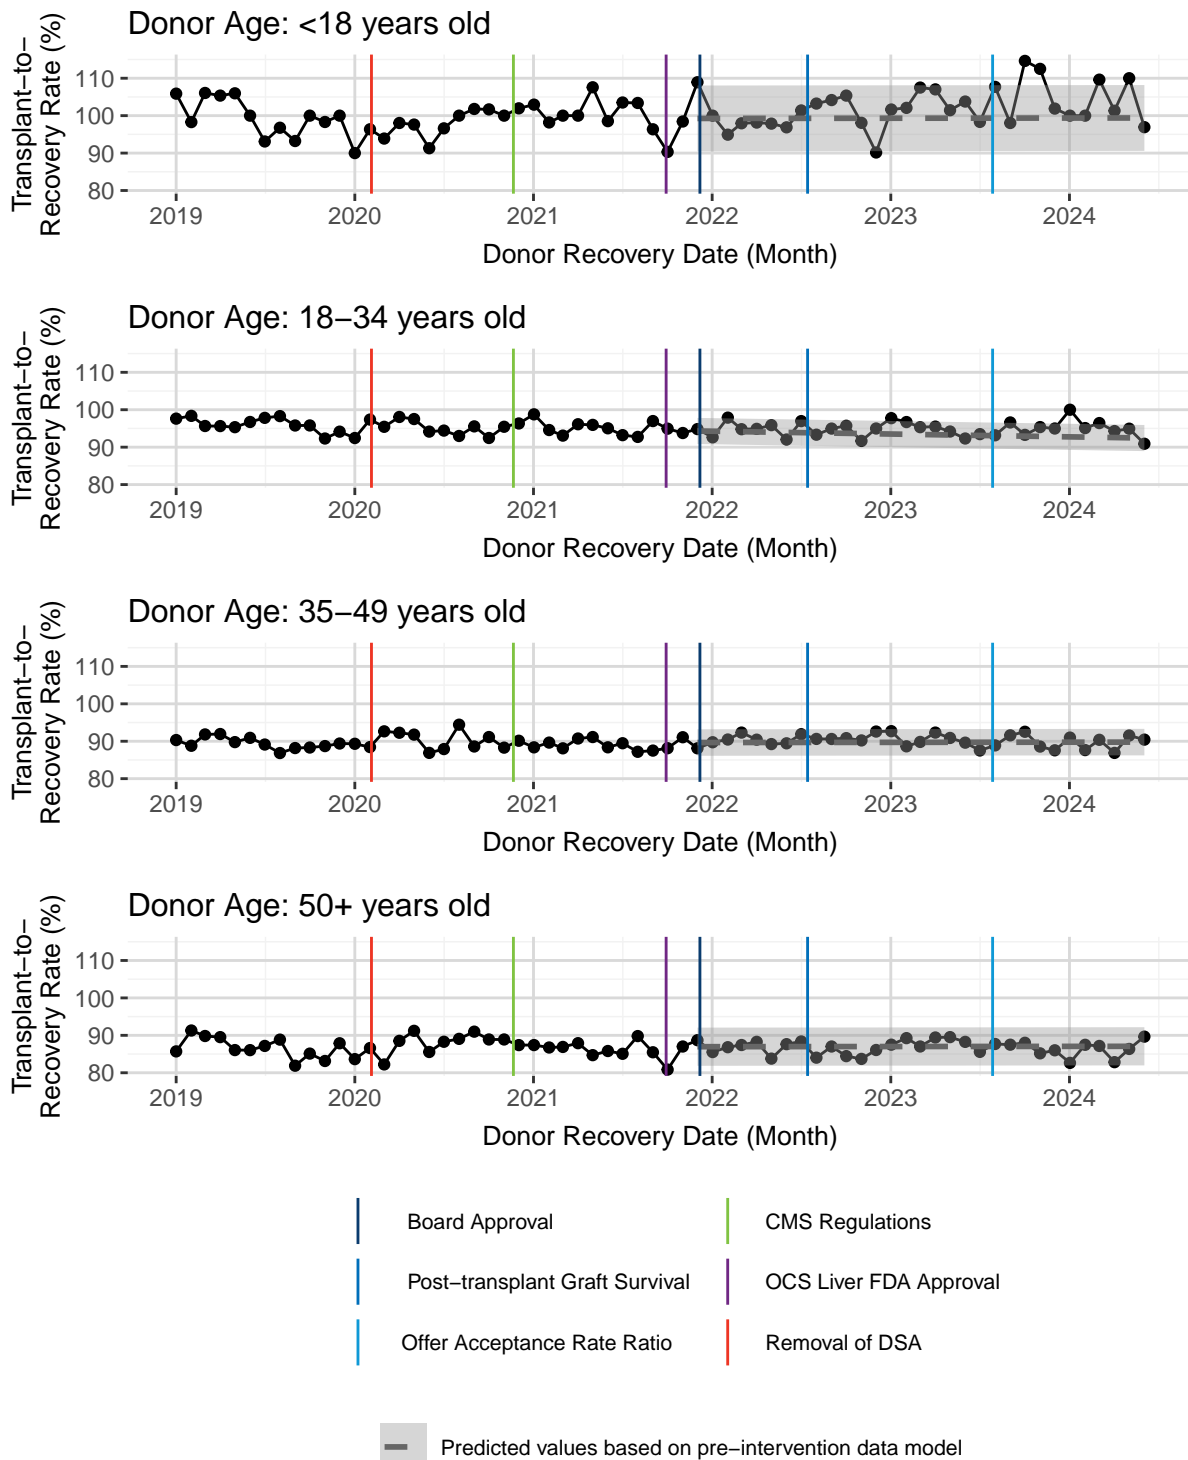 Donor Age: <18 years old
Transplant−to−
Recovery Rate (%)
110
100
90
80
2019 2020 2021 2022 2023 2024
Donor Recovery Date (Month)
Donor Age: 18−34 years old
Transplant−to−
Recovery Rate (%)
110
100
90
80
2019 2020 2021 2022 2023 2024
Donor Recovery Date (Month)
Donor Age: 35−49 years old
Transplant−to−
Recovery Rate (%)
110
100
90
80
2019 2020 2021 2022 2023 2024
Donor Recovery Date (Month)
Donor Age: 50+ years old
Transplant−to−
Recovery Rate (%)
110
100
90
80
2019 2020 2021 2022 2023 2024
Donor Recovery Date (Month)
Board Approval
CMS Regulations
Post−transplant Graft Survival
OCS Liver FDA Approval
Offer Acceptance Rate Ratio
Removal of DSA
Predicted values based on pre−intervention data model